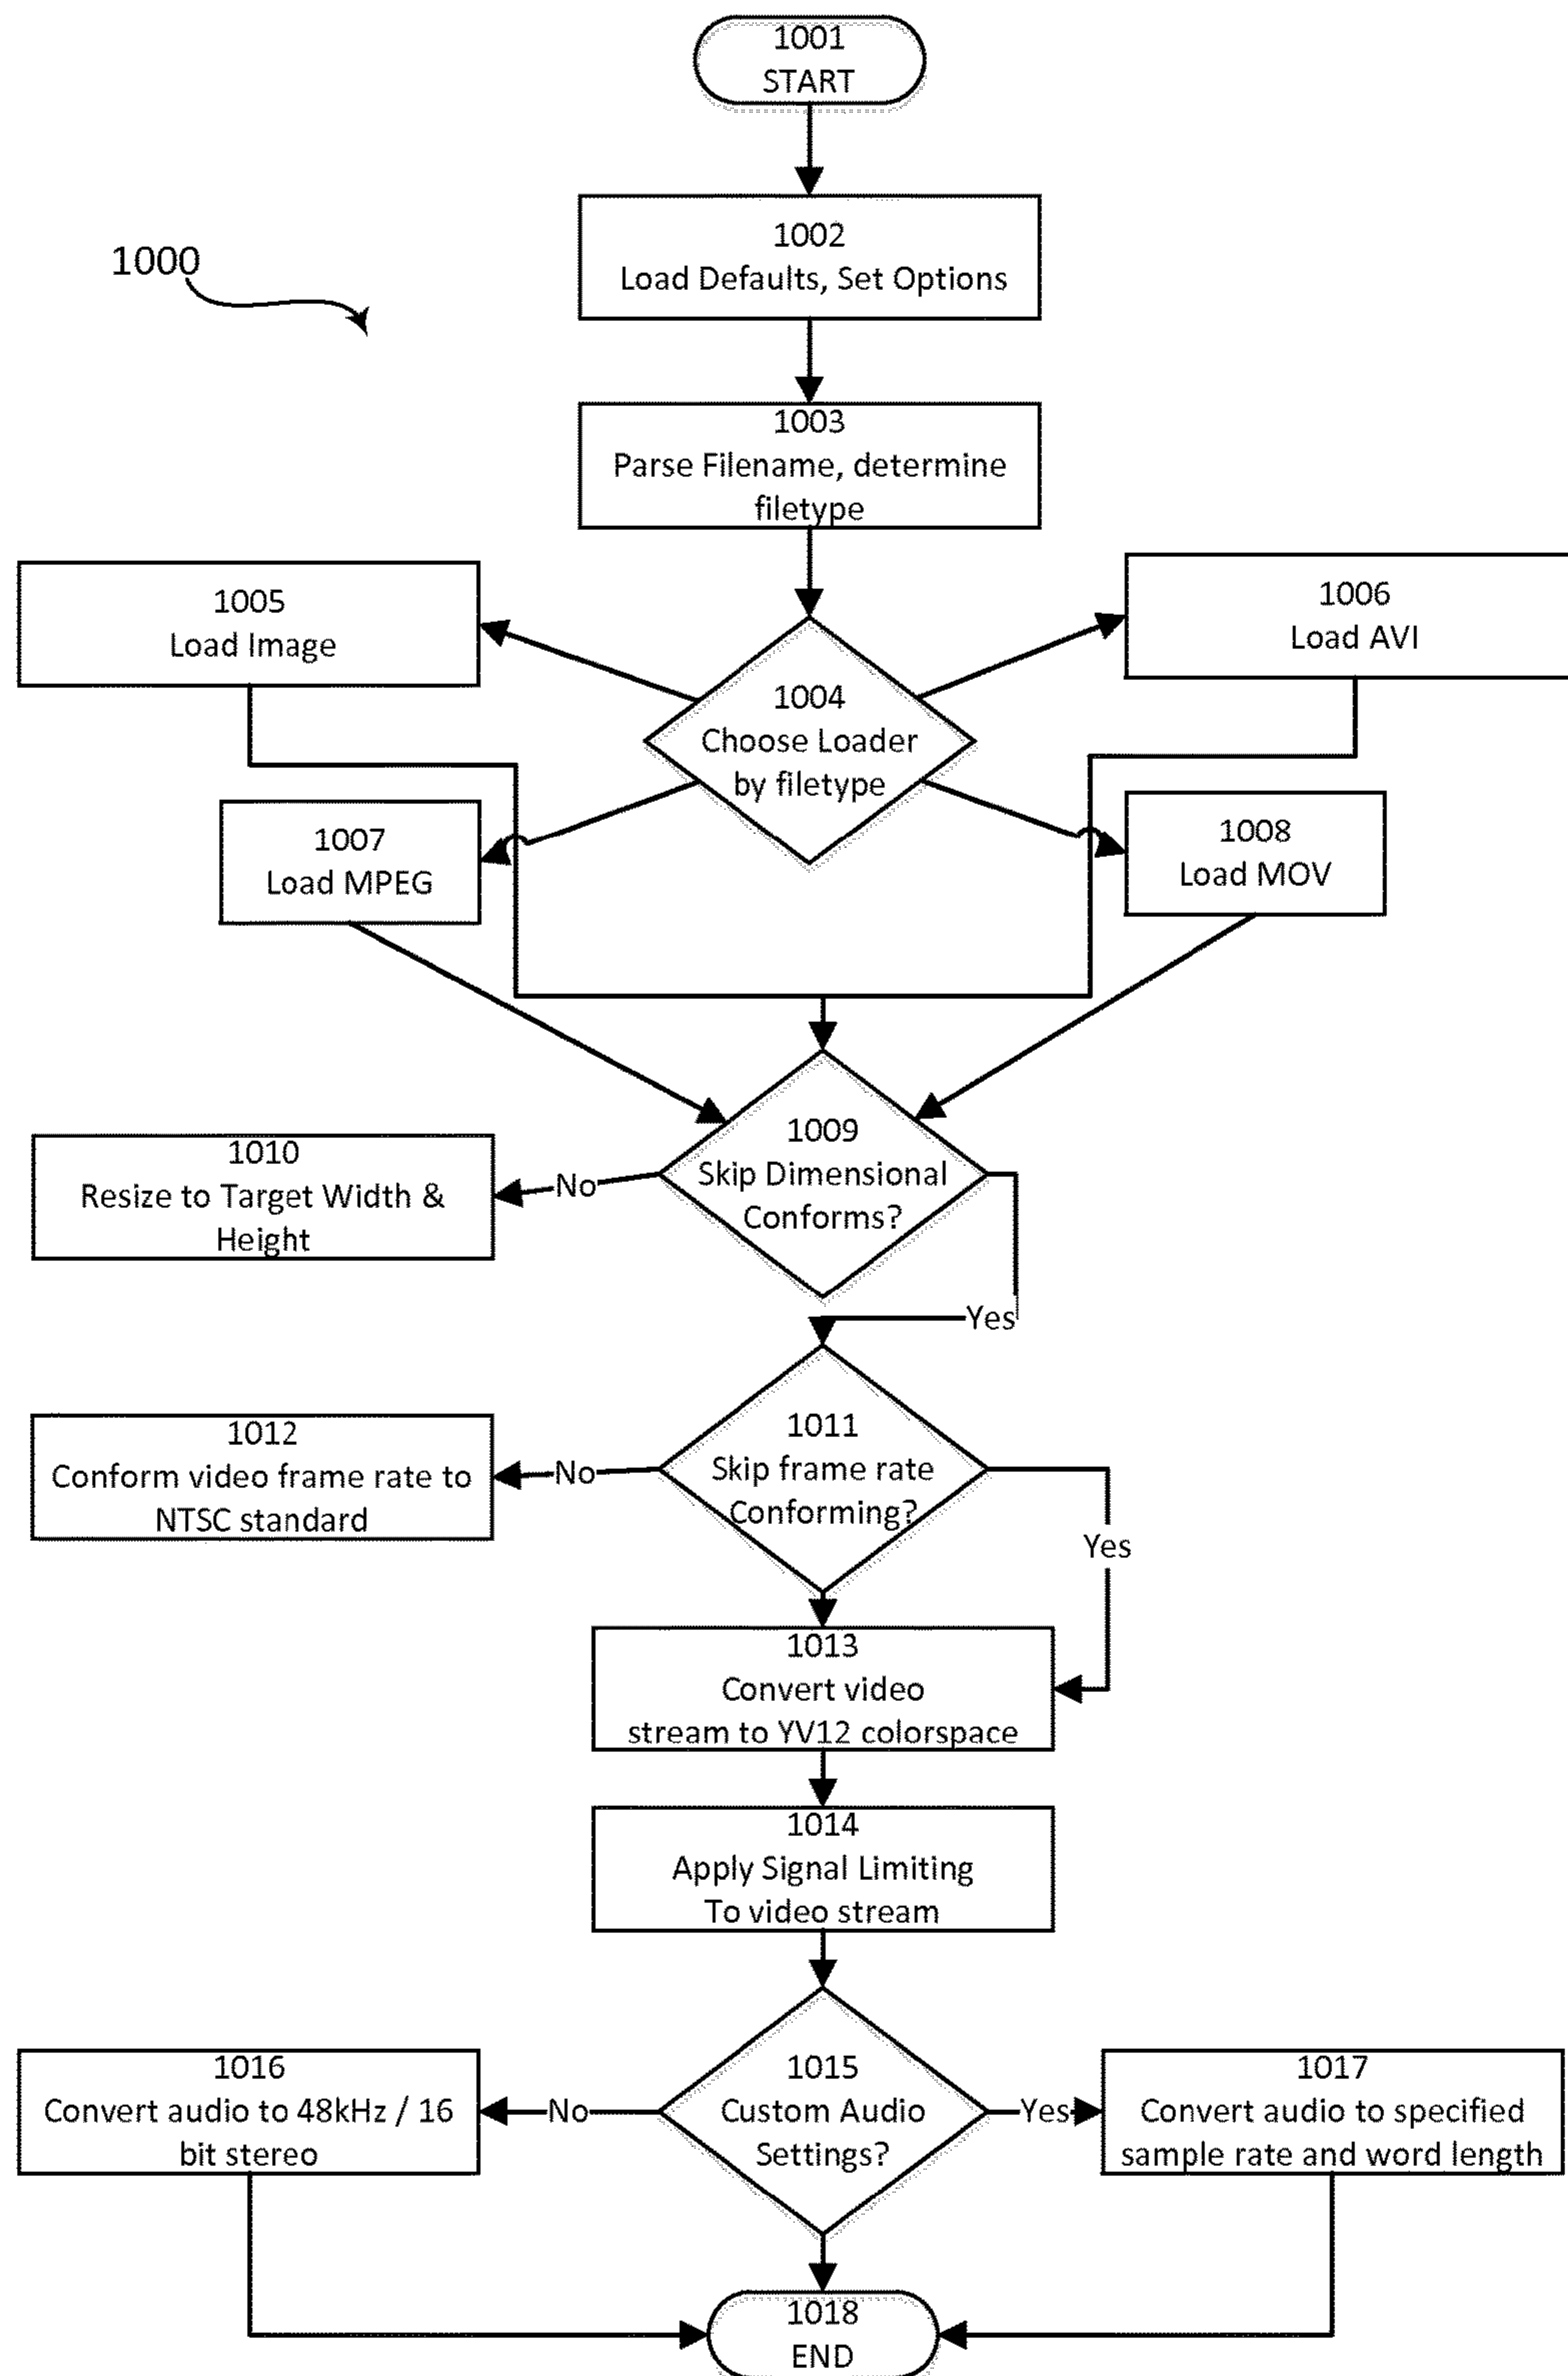 1001
START
1000
1002
Load Defaults, Set Options
1003
Parse Filename, determine
filetype
1005
Load Image
1006
Load AVI
1004
Choose Loader
by filetype
1007
Load MPEG
1008
Load MOV
1009
Skip Dimensional
Conforms?
1010
Resize to Target Width &
Height
No
Yes
1011
Skip frame rate
Conforming?
1012
Conform video frame rate to
NTSC standard
No
Yes
1013
Convert video
stream to YV12 colorspace
1014
Apply Signal Limiting
To video stream
1015
Custom Audio
Settings?
1016
Convert audio to 48kHz / 16
bit stereo
No
Yes
1017
Convert audio to specified
sample rate and word length
1018
END